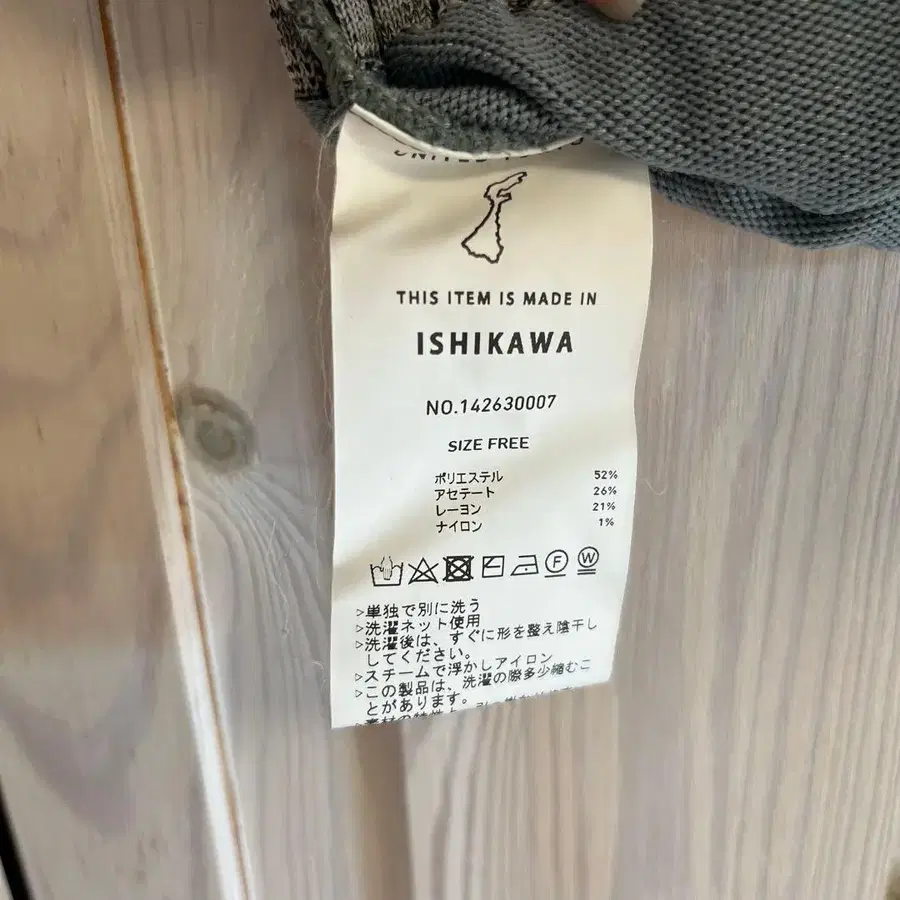 THIS ITEM IS MADE IN
ISHIKAWA
NO.142630007
SIZE FREE
ポリエステル 52%
アセテート 26%
レーヨン 21%
ナイロン 1%
F W
▷単独で別に洗う
▷洗濯ネット使用
▷洗濯後は、すぐに形を整え陰干し
してください。
▷スチームで浮かしアイロン
▷この製品は、洗濯の際多少縮むこ
とがあります。